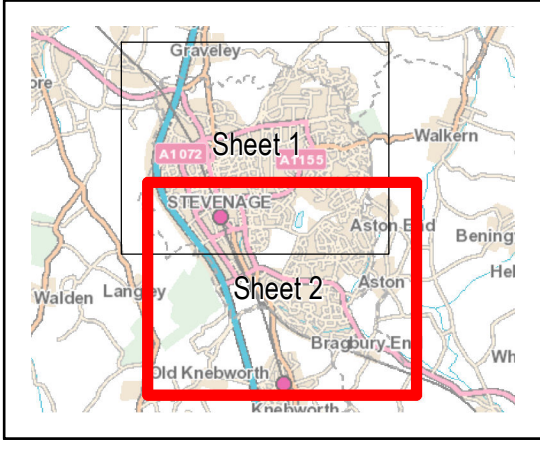 Graveley
ore
Walkern
Sheet 1
A1072
A1155
STEVENAGE
Aston End
Bening
Hel
Walden
Langley
Sheet 2
Aston
Bragbury En
Wh
Old Knebworth
Knebworth